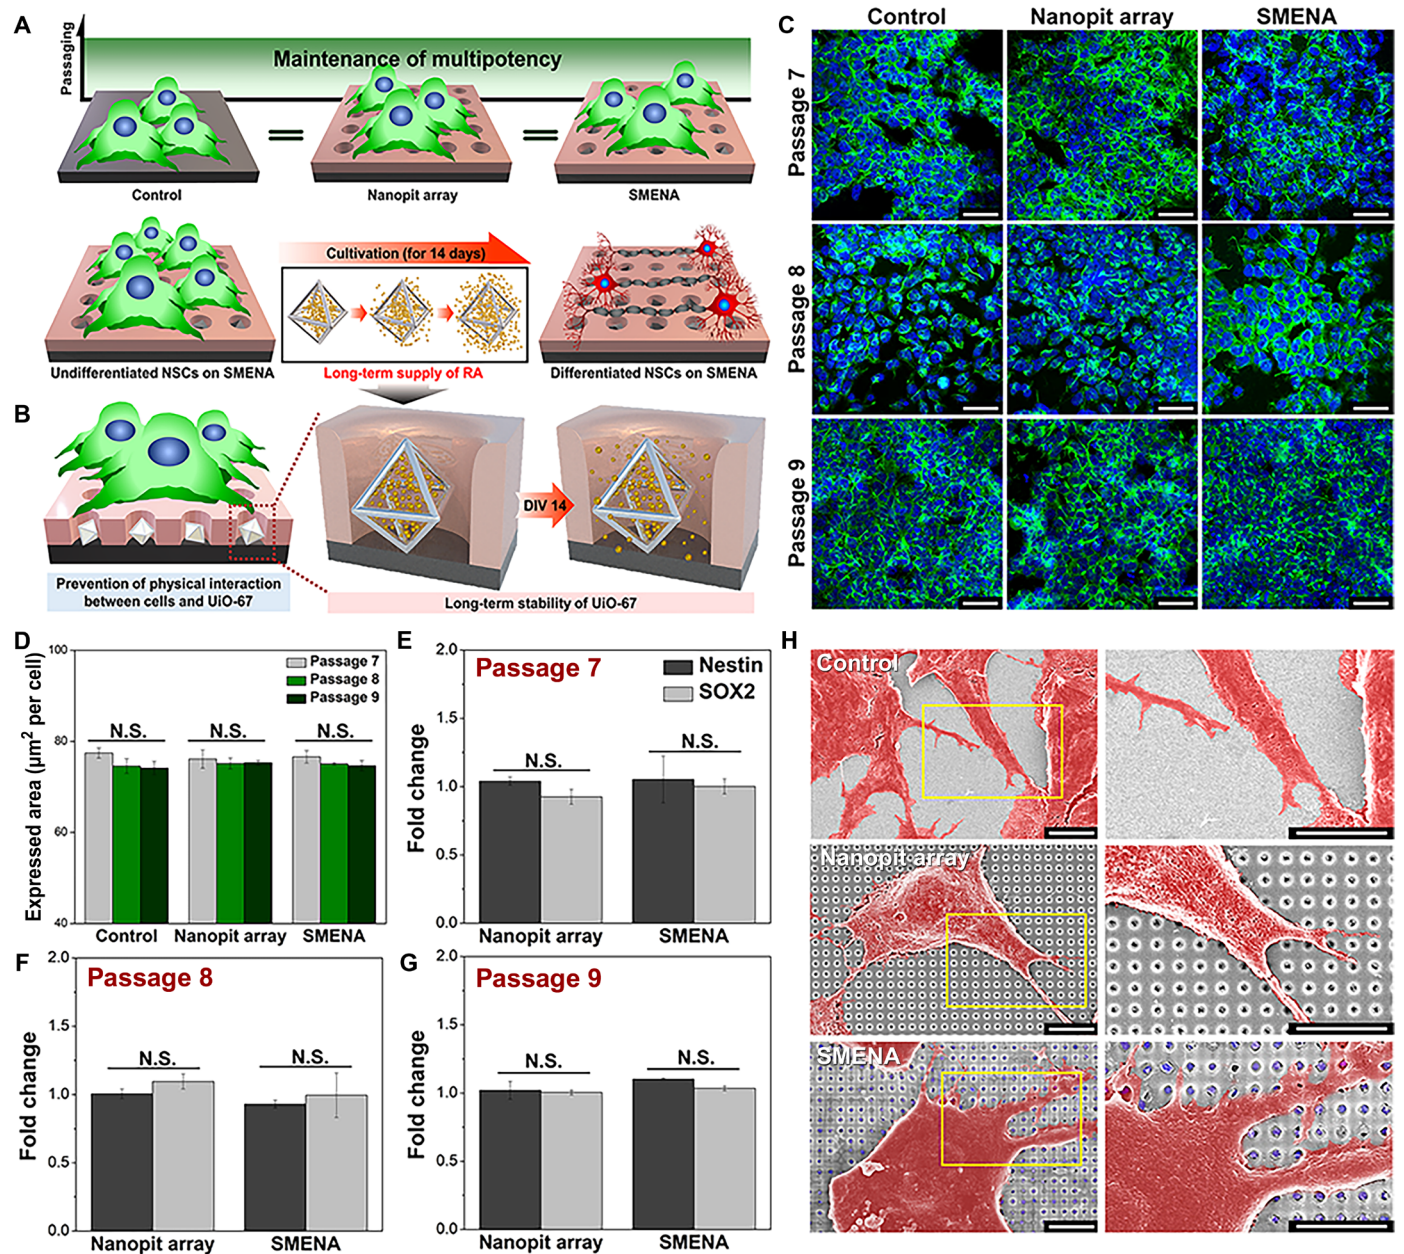 A
Passaging
Maintenance of multipotency
Control
Nanopit array
SMENA
Cultivation (for 14 days)
Undifferentiated NSCs on SMENA
Long-term supply of RA
Differentiated NSCs on SMENA
B
DIV 14
Prevention of physical interaction
between cells and UiO-67
Long-term stability of UiO-67
C
Control
Nanopit array
SMENA
Passage 7
Passage 8
Passage 9
D
Expressed area (µm² per cell)
100
80
60
40
Passage 7
Passage 8
Passage 9
N.S.
N.S.
N.S.
Control
Nanopit array
SMENA
E
Passage 7
Nestin
SOX2
Fold change
2.0
1.5
1.0
0.5
0.0
N.S.
N.S.
Nanopit array
SMENA
F
Passage 8
Fold change
2.0
1.5
1.0
0.5
0.0
N.S.
N.S.
Nanopit array
SMENA
G
Passage 9
Fold change
2.0
1.5
1.0
0.5
0.0
N.S.
N.S.
Nanopit array
SMENA
H
Control
Nanopit array
SMENA